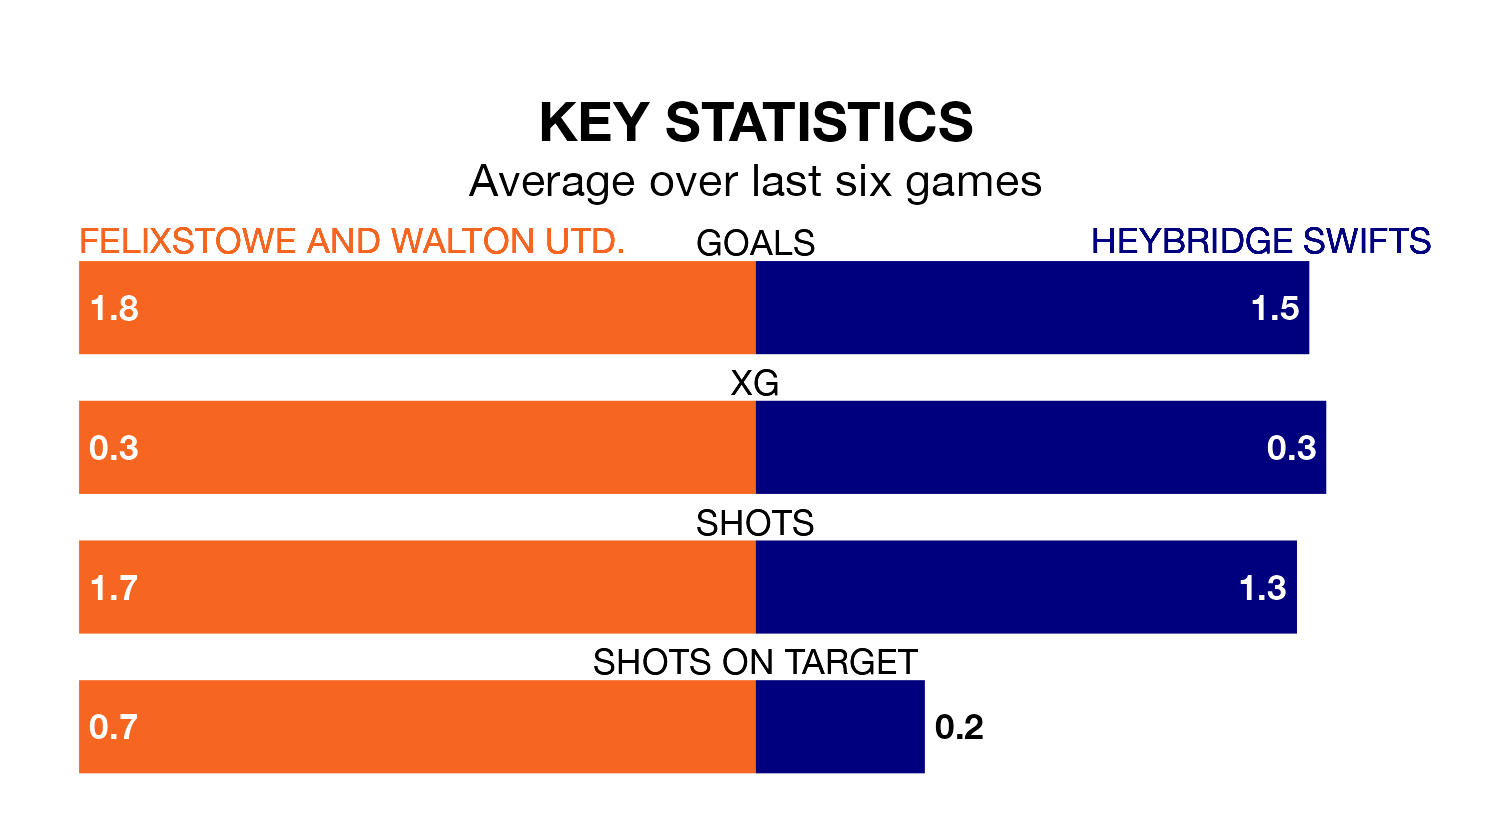 KEY STATISTICS
Average over last six games
FELIXSTOWE AND WALTON UTD. GOALS HEYBRIDGE SWIFTS
1.8 1.5
XG
0.3 0.3
SHOTS
1.7 1.3
SHOTS ON TARGET
0.7 0.2